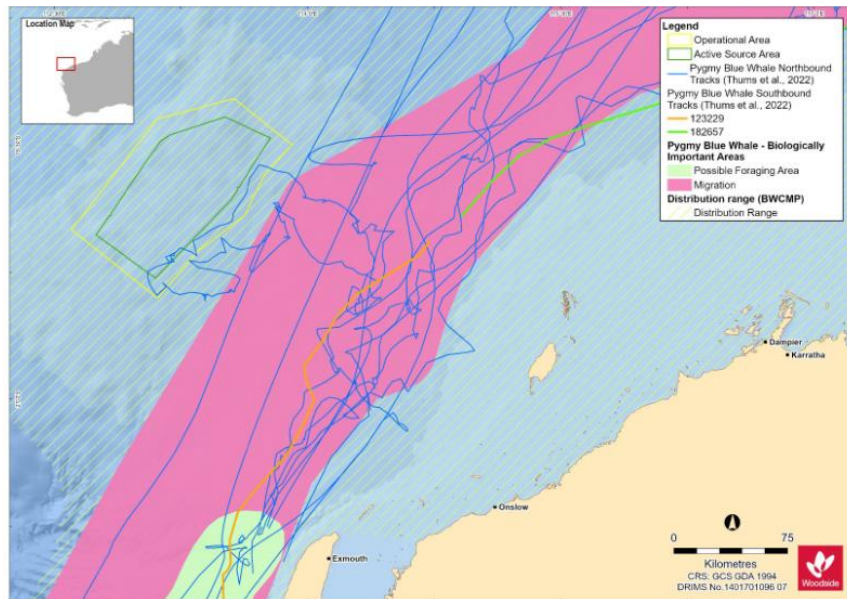 Location Map
Legend
Operational Area
Active Source Area
Pygmy Blue Whale Northbound
Tracks (Thums et al., 2022)
Pygmy Blue Whale Southbound
Tracks (Thums et al., 2022)
123229
182657
Pygmy Blue Whale - Biologically
Important Areas
Possible Foraging Area
Migration
Distribution range (BWCMP)
Distribution Range
Dampier
Karratha
Onslow
Exmouth
0 75
Kilometres
CRS: GCS GDA 1994
DRIMS No.1401701096 07
Woodside